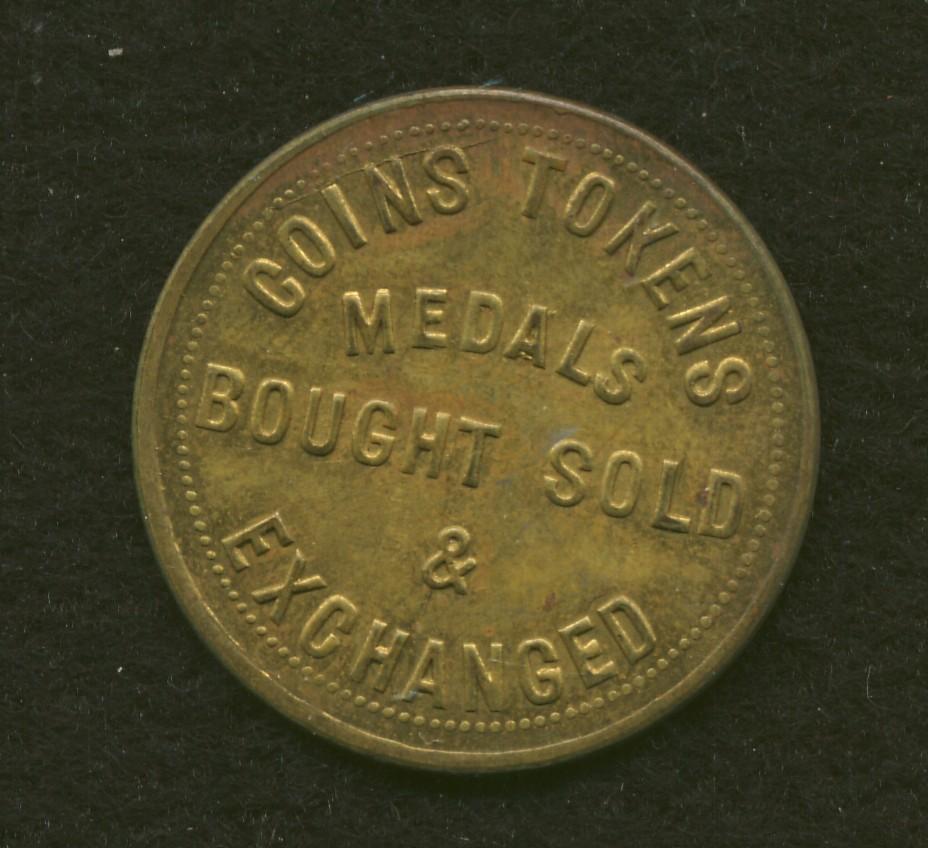 COINS TOKENS
MEDALS
BOUGHT SOLD
&
EXCHANGED